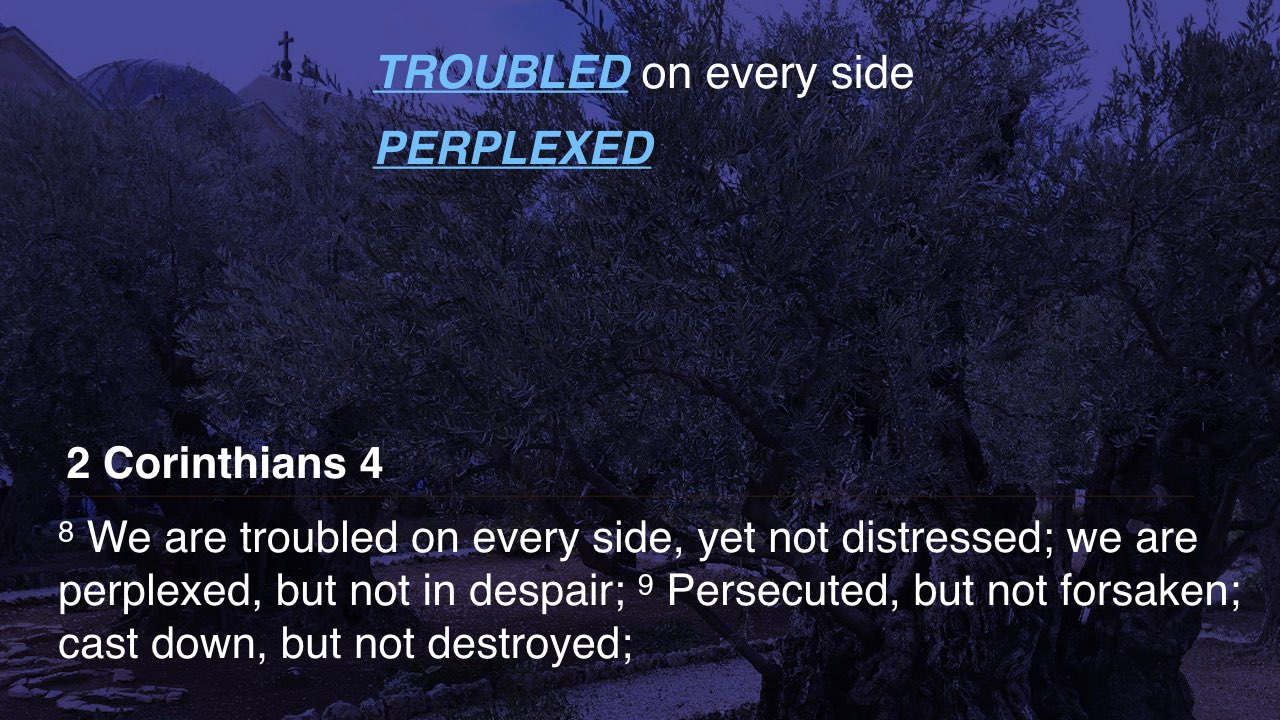 TROUBLED on every side
PERPLEXED
2 Corinthians 4
8 We are troubled on every side, yet not distressed; we are
perplexed, but not in despair; 9 Persecuted, but not forsaken;
cast down, but not destroyed;